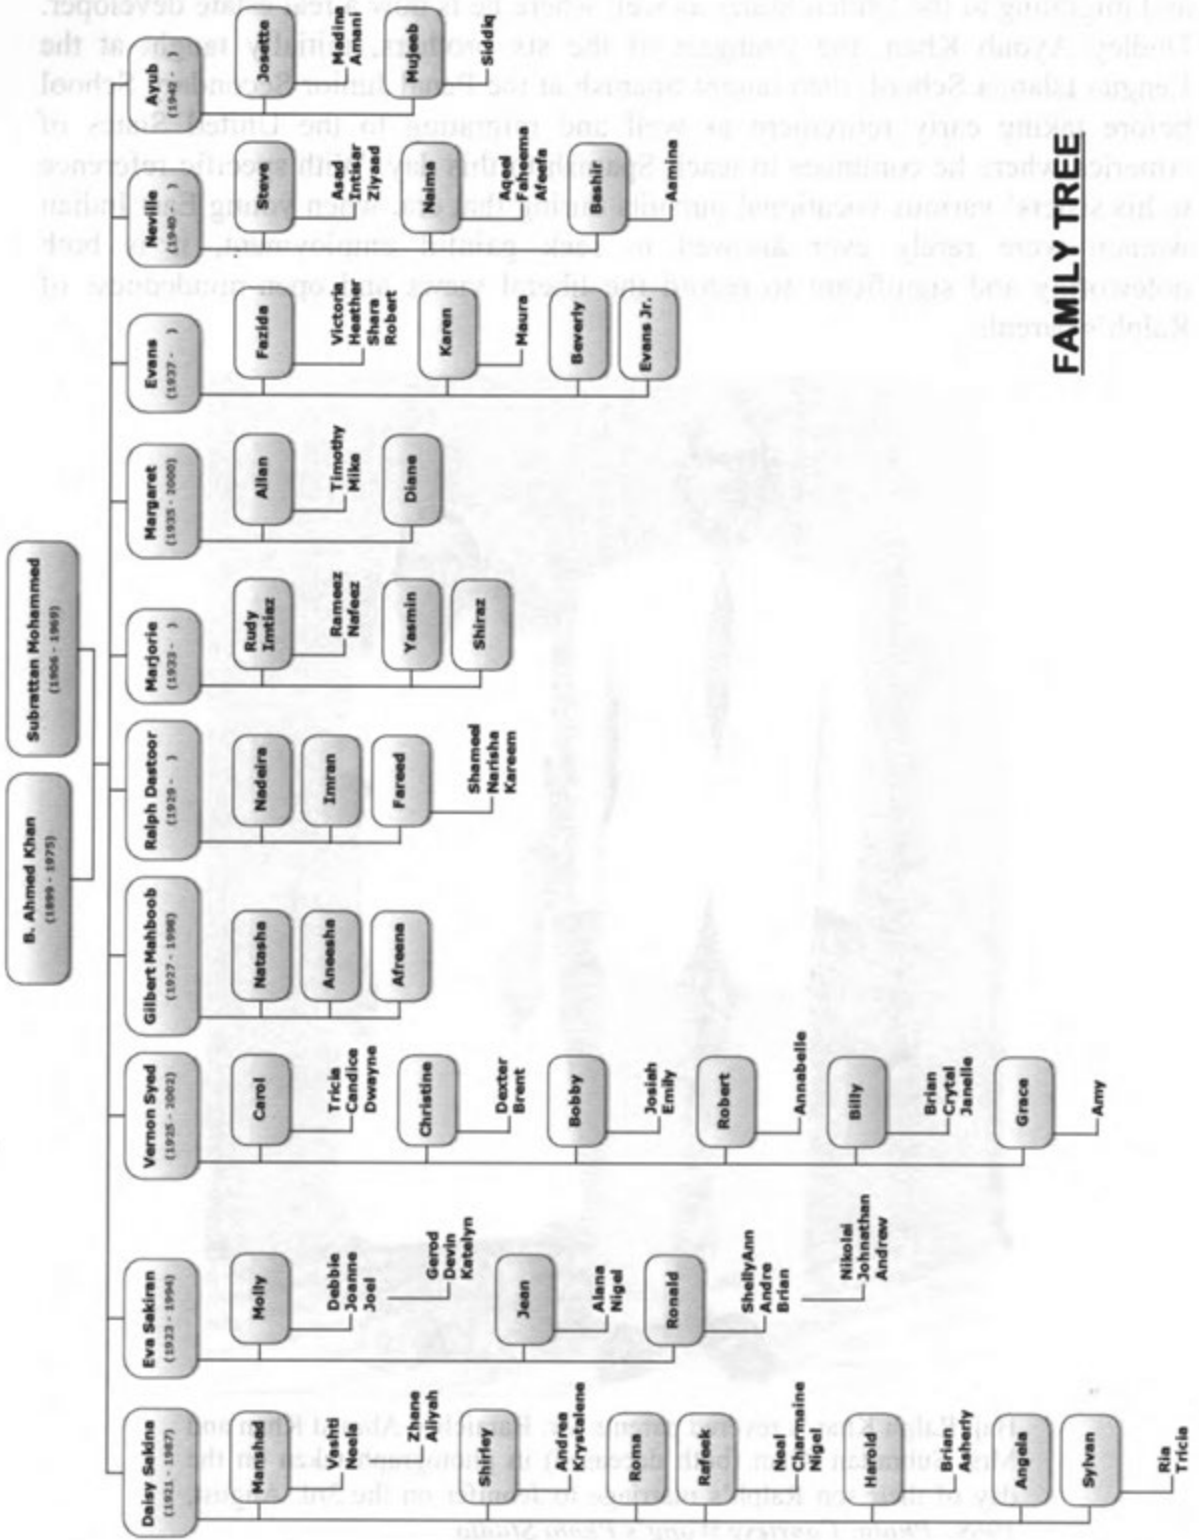 FAMILY TREE
B. Ahmed Khan
(1899 - 1975)
Subrattan Mohammed
(1906 - 1969)
Daisy Sakina
(1921 - 1987)
Manshad
Vasti
Neela
Zhane
Aliyah
Shirley
Andrea
Krystalene
Roma
Rafeek
Neal
Charmaine
Nigel
Harold
Brian
Ashely
Angela
Sylvan
Ria
Tricia
Eva Sakiran
(1923 - 1994)
Molly
Debbie
Joanne
Joel
Gerod
Devin
Katelyn
Jean
Alana
Nigel
Ronald
ShellyAnn
Andre
Brian
Nikolai
Johnathan
Andrew
Vernon Syed
(1925 - 2002)
Carol
Tricia
Candice
Dwayne
Christine
Dexter
Brent
Bobby
Josiah
Emily
Robert
Annabelle
Billy
Brian
Crytal
Janelle
Grace
Amy
Gilbert Mahboob
(1927 - 1998)
Natasha
Aneesha
Afreena
Ralph Dastoor
(1929 - )
Nadeira
Imran
Fareed
Shameel
Narisha
Kareem
Marjorie
(1933 - )
Rudy
Imtiaz
Rameez
Nafeez
Yasmin
Shiraz
Margaret
(1935 - 2000)
Allan
Timothy
Mike
Diane
Evans
(1937 - )
Fazida
Victoria
Heather
Shara
Robert
Karen
Maura
Beverly
Evans Jr.
Neville
(1940 - )
Steve
Asad
Intisar
Ziyaad
Naima
Aqeel
Faheema
Afeefa
Bashir
Aamina
Ayub
(1942 - )
Josette
Madina
Amani
Mujeeb
Siddiq